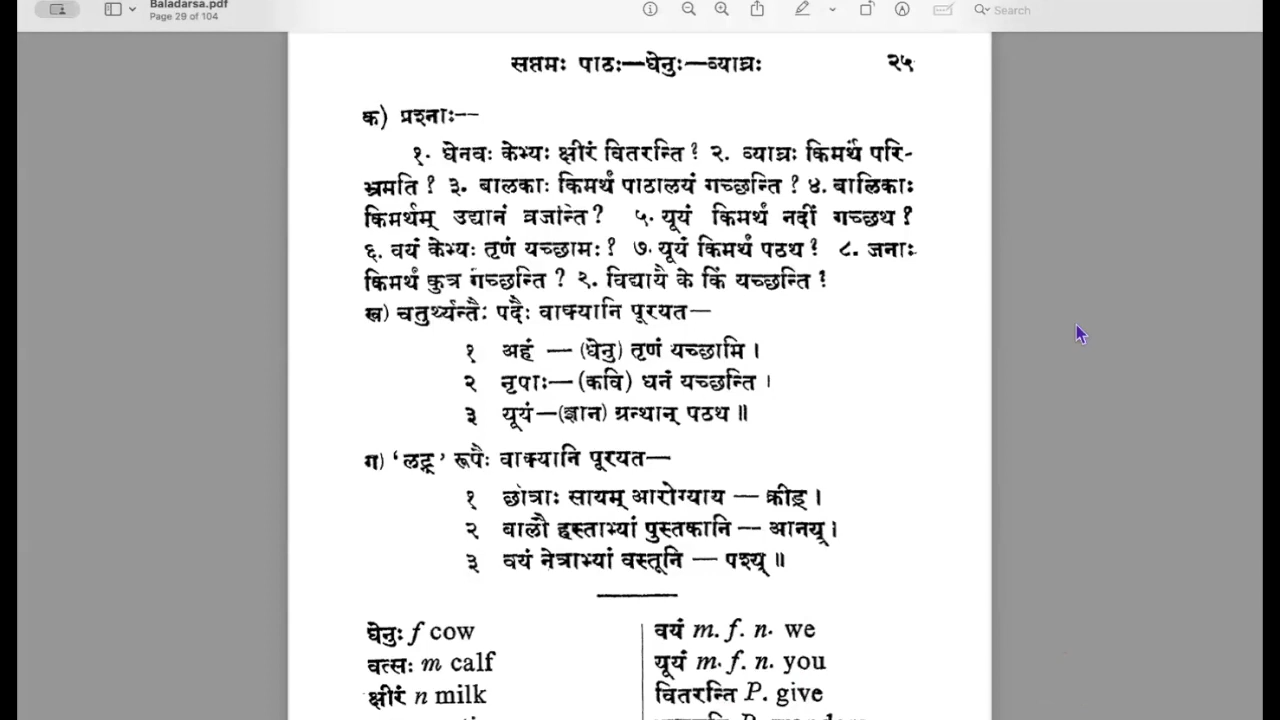 Baladarsa.pdf
Page 29 of 104
Search
सप्तमः पाठः—धेनुः—व्याघ्रः २५
क) प्रश्नाः--
१. धेनवः केभ्यः क्षीरं वितरन्ति? २. व्याघ्रः किमर्थं परि-
भ्रमति? ३. बालकाः किमर्थं पाठालयं गच्छन्ति? ४. बालिकाः
किमर्थम् उद्यानं व्रजन्ति? ५. यूयं किमर्थं नदीं गच्छथ?
६. वयं केभ्यः तृणं यच्छामः? ७. यूयं किमर्थं पठथ? ८. जनाः
किमर्थं कुत्र गच्छन्ति? ९. विद्यायै के किं यच्छन्ति?
ख) चतुर्थ्यन्तैः पदैः वाक्यानि पूरयत—
१ अहं — (धेनु) तृणं यच्छामि।
२ नृपाः—(कवि) धनं यच्छन्ति।
३ यूयं—(ज्ञान) ग्रन्थान् पठथ॥
ग) 'लट्' रूपैः वाक्यानि पूरयत—
१ छात्राः सायम् आरोग्याय — क्रीड्।
२ बालौ हस्ताभ्यां पुस्तकानि — आनय्।
३ वयं नेत्राभ्यां वस्तूनि — पश्य्॥
धेनुः f cow
वत्सः m calf
क्षीरं n milk
वयं m. f. n. we
यूयं m. f. n. you
वितरन्ति P. give